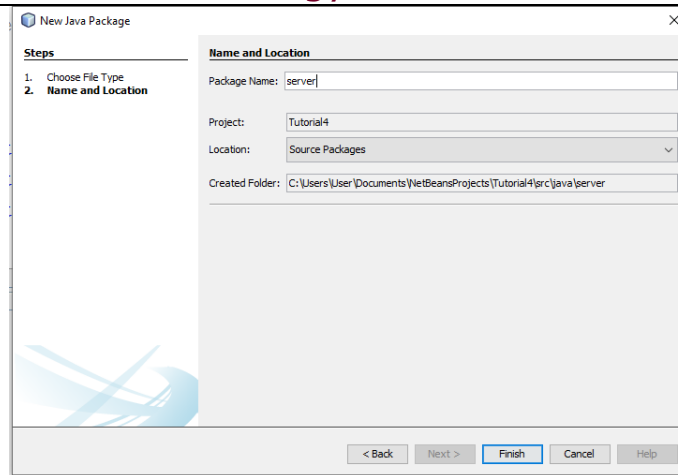 New Java Package
Steps
1. Choose File Type
2. Name and Location
Name and Location
Package Name: server
Project: Tutorial4
Location: Source Packages
Created Folder: C:\Users\User\Documents\NetBeansProjects\Tutorial4\src\java\server
< Back Next > Finish Cancel Help